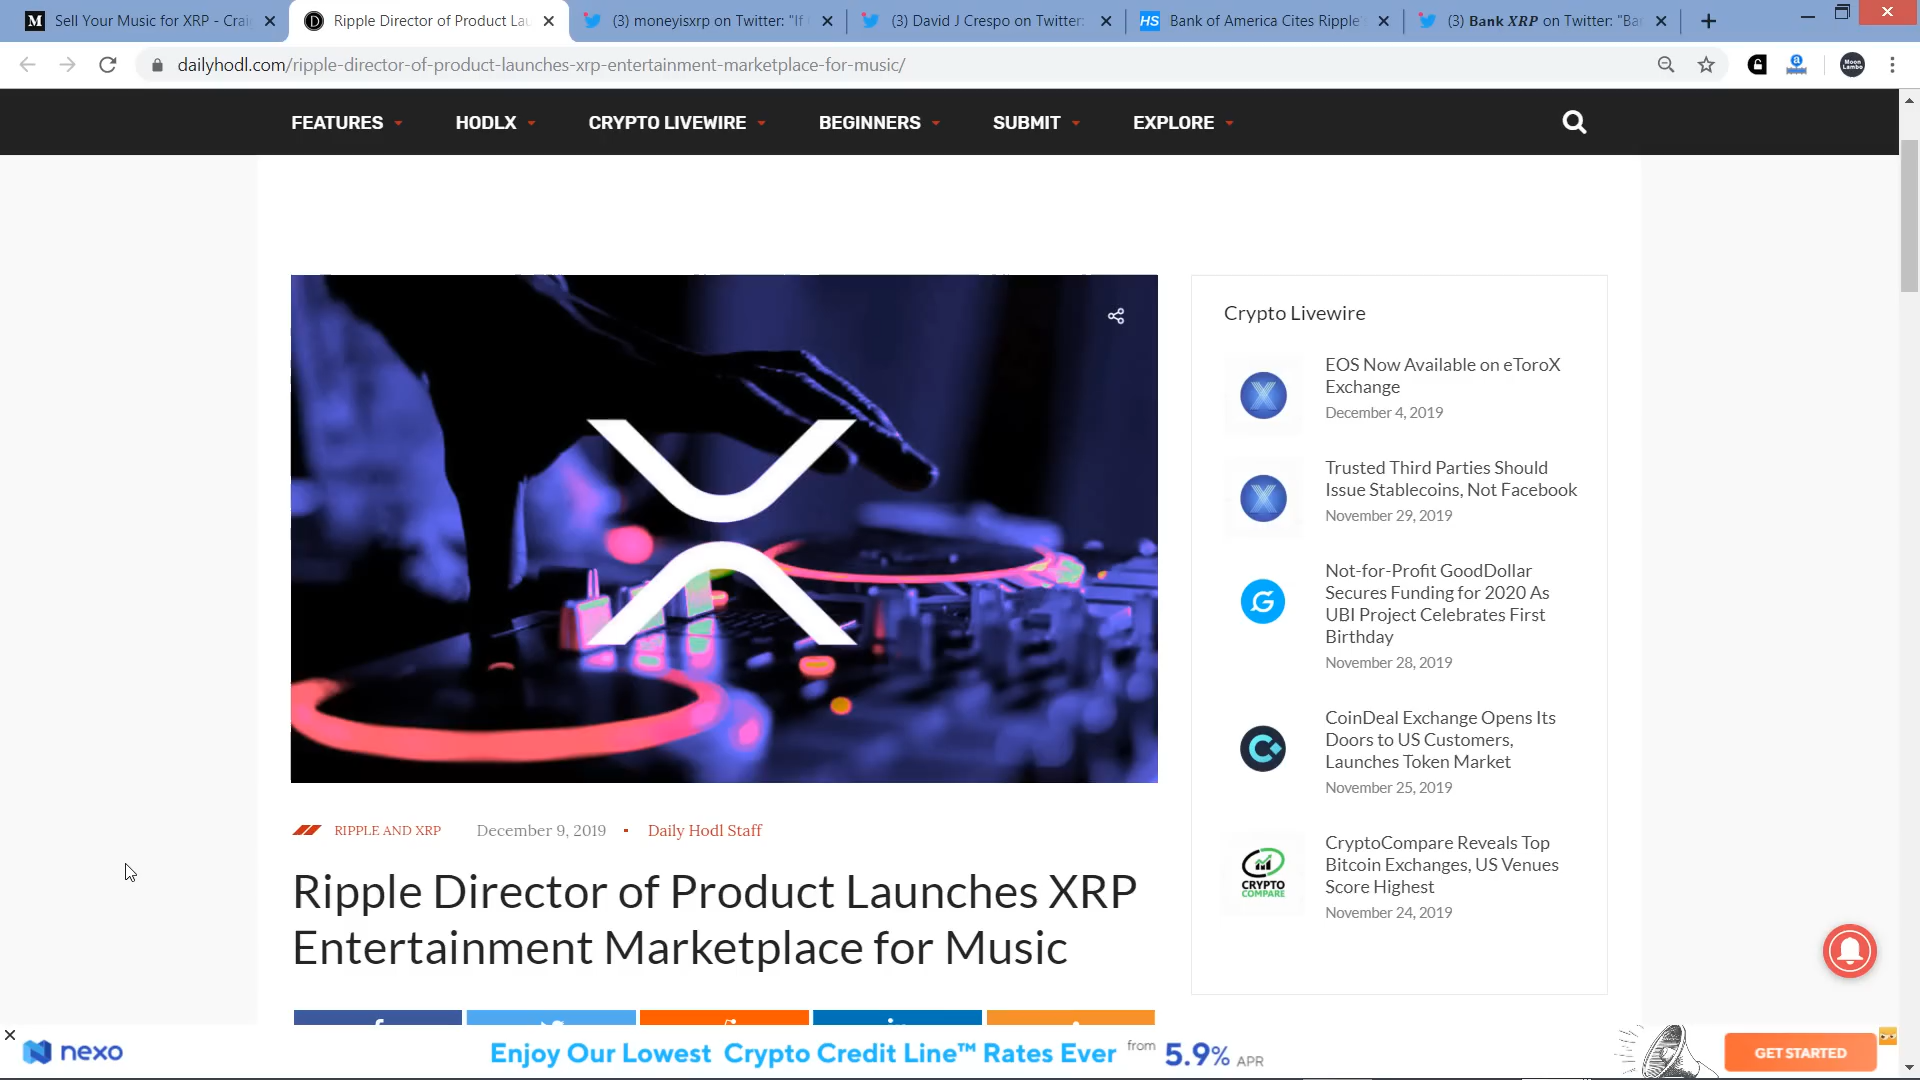 Sell Your Music for XRP - Crai
Ripple Director of Product Lau
(3) moneyisxrp on Twitter: "If
(3) David J Crespo on Twitter:
HS Bank of America Cites Ripple'
(3) Bank XRP on Twitter: "Ba
dailyhodl.com/ripple-director-of-product-launches-xrp-entertainment-marketplace-for-music/
Moon
Lambo
FEATURES
HODLX
CRYPTO LIVEWIRE
BEGINNERS
SUBMIT
EXPLORE
Crypto Livewire
EOS Now Available on eToroX
Exchange
December 4, 2019
Trusted Third Parties Should
Issue Stablecoins, Not Facebook
November 29, 2019
Not-for-Profit GoodDollar
Secures Funding for 2020 As
UBI Project Celebrates First
Birthday
November 28, 2019
CoinDeal Exchange Opens Its
Doors to US Customers,
Launches Token Market
November 25, 2019
CRYPTO
COMPARE
CryptoCompare Reveals Top
Bitcoin Exchanges, US Venues
Score Highest
November 24, 2019
RIPPLE AND XRP
December 9, 2019
Daily Hodl Staff
Ripple Director of Product Launches XRP
Entertainment Marketplace for Music
nexo
Enjoy Our Lowest Crypto Credit Line™ Rates Ever from 5.9% APR
GET STARTED